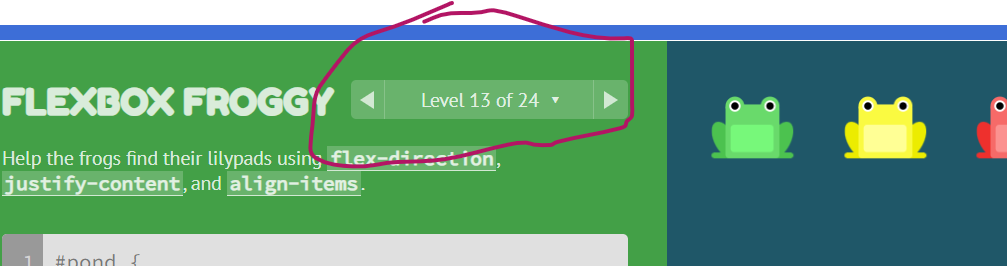 FLEXBOX FROGGY
Level 13 of 24
Help the frogs find their lilypads using flex-direction,
justify-content, and align-items.
1 #pond {